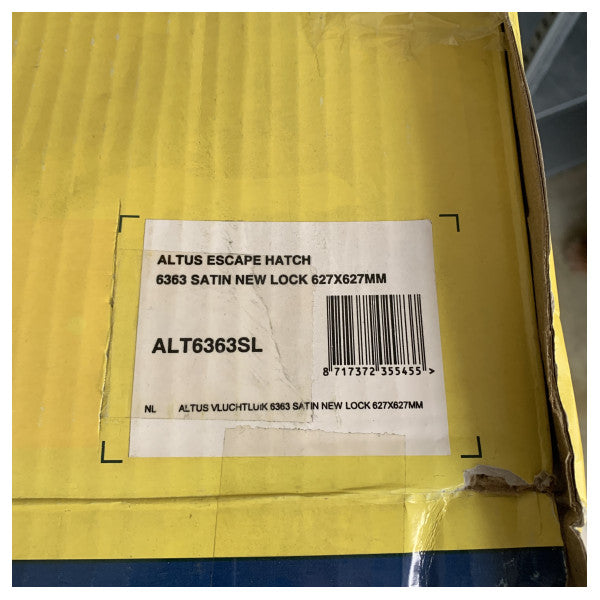 ALTUS ESCAPE HATCH
6363 SATIN NEW LOCK 627X627MM
ALT6363SL
8 717372 355455 >
NL ALTUS VLUCHTLUIK 6363 SATIN NEW LOCK 627X627MM